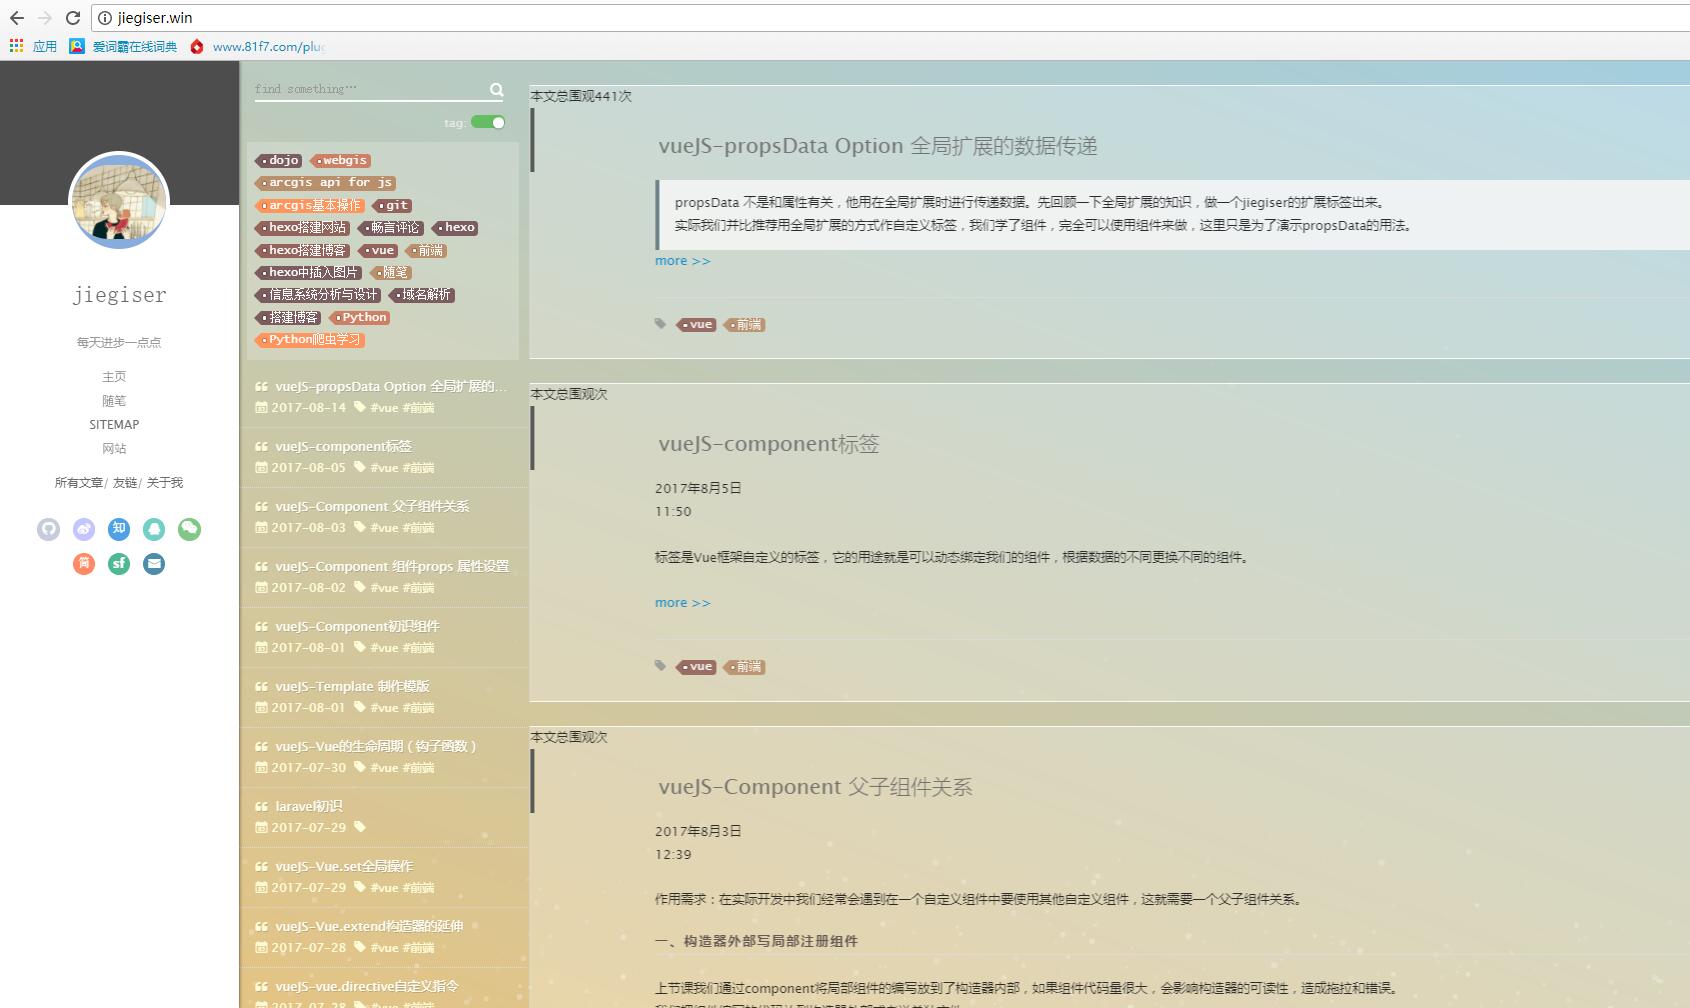 jiegiser.win
应用
爱词霸在线词典
www.81f7.com/plug
jiegiser
每天进步一点点
主页
随笔
SITEMAP
网站
所有文章/ 友链/ 关于我
知
简
sf
find something…
tag:
dojo webgis
arcgis api for js
arcgis基本操作 git
hexo搭建网站 畅言评论 hexo
hexo搭建博客 vue 前端
hexo中插入图片 随笔
信息系统分析与设计 域名解析
搭建博客 Python
Python爬虫学习
vueJS-propsData Option 全局扩展的...
2017-08-14 #vue #前端
vueJS-component标签
2017-08-05 #vue #前端
vueJS-Component 父子组件关系
2017-08-03 #vue #前端
vueJS-Component 组件props 属性设置
2017-08-02 #vue #前端
vueJS-Component初识组件
2017-08-01 #vue #前端
vueJS-Template 制作模版
2017-08-01 #vue #前端
vueJS-Vue的生命周期（钩子函数）
2017-07-30 #vue #前端
laravel初识
2017-07-29
vueJS-Vue.set全局操作
2017-07-29 #vue #前端
vueJS-Vue.extend构造器的延伸
2017-07-28 #vue #前端
vueJS-vue.directive自定义指令
2017-07-28 #vue #前端
本文总围观441次
vueJS-propsData Option 全局扩展的数据传递
propsData 不是和属性有关，他用在全局扩展时进行传递数据。先回顾一下全局扩展的知识，做一个jiegiser的扩展标签出来。
实际我们并比推荐用全局扩展的方式作自定义标签，我们学了组件，完全可以使用组件来做，这里只是为了演示propsData的用法。
more >>
vue 前端
本文总围观次
vueJS-component标签
2017年8月5日
11:50
标签是Vue框架自定义的标签，它的用途就是可以动态绑定我们的组件，根据数据的不同更换不同的组件。
more >>
vue 前端
本文总围观次
vueJS-Component 父子组件关系
2017年8月3日
12:39
作用需求：在实际开发中我们经常会遇到在一个自定义组件中要使用其他自定义组件，这就需要一个父子组件关系。
一、构造器外部写局部注册组件
上节课我们通过component将局部组件的编写放到了构造器内部，如果组件代码量很大，会影响构造器的可读性，造成拖拉和错误。